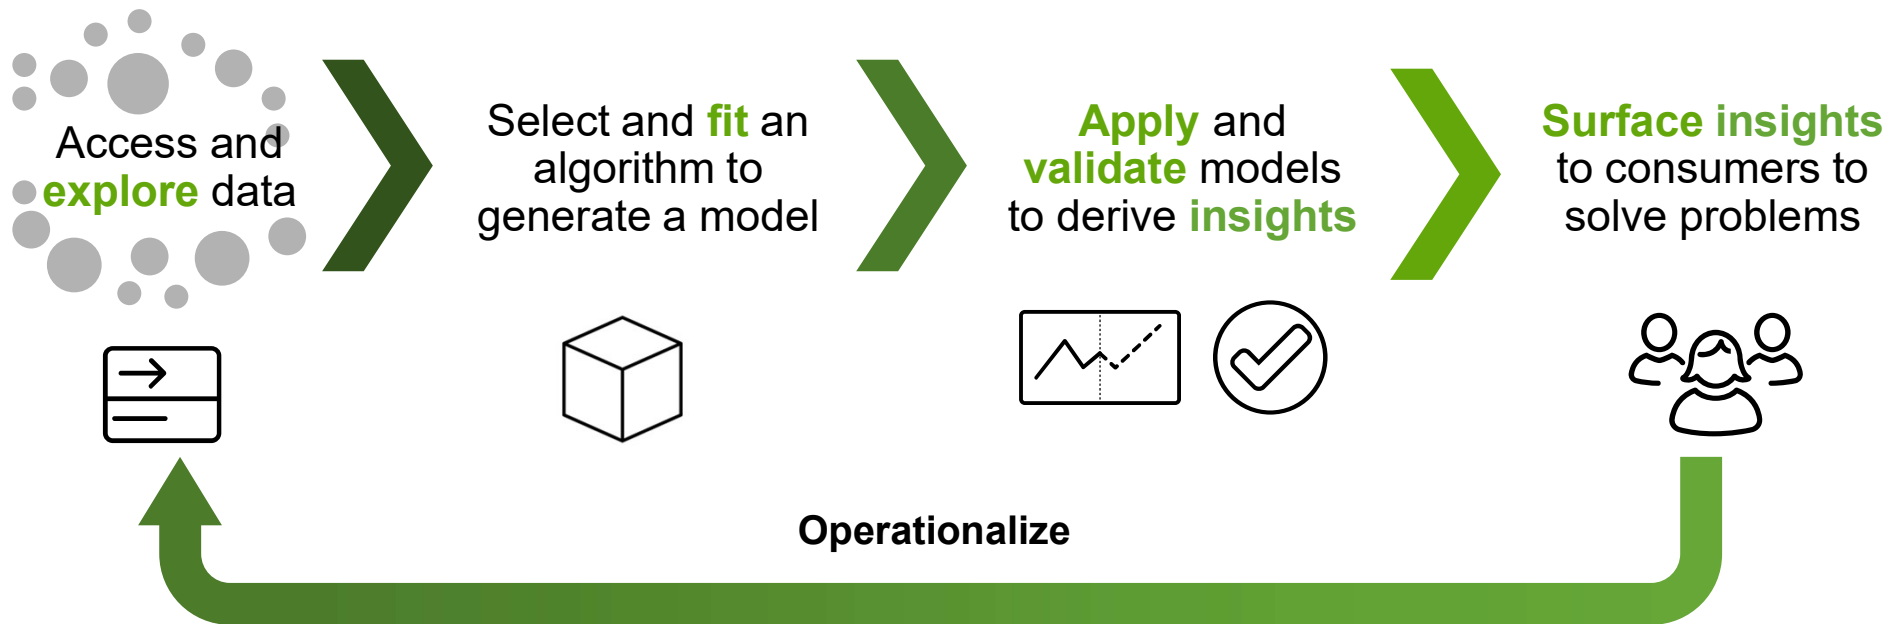 Access and
explore data
Select and fit an
algorithm to
generate a model
Apply and
validate models
to derive insights
Surface insights
to consumers to
solve problems
Operationalize